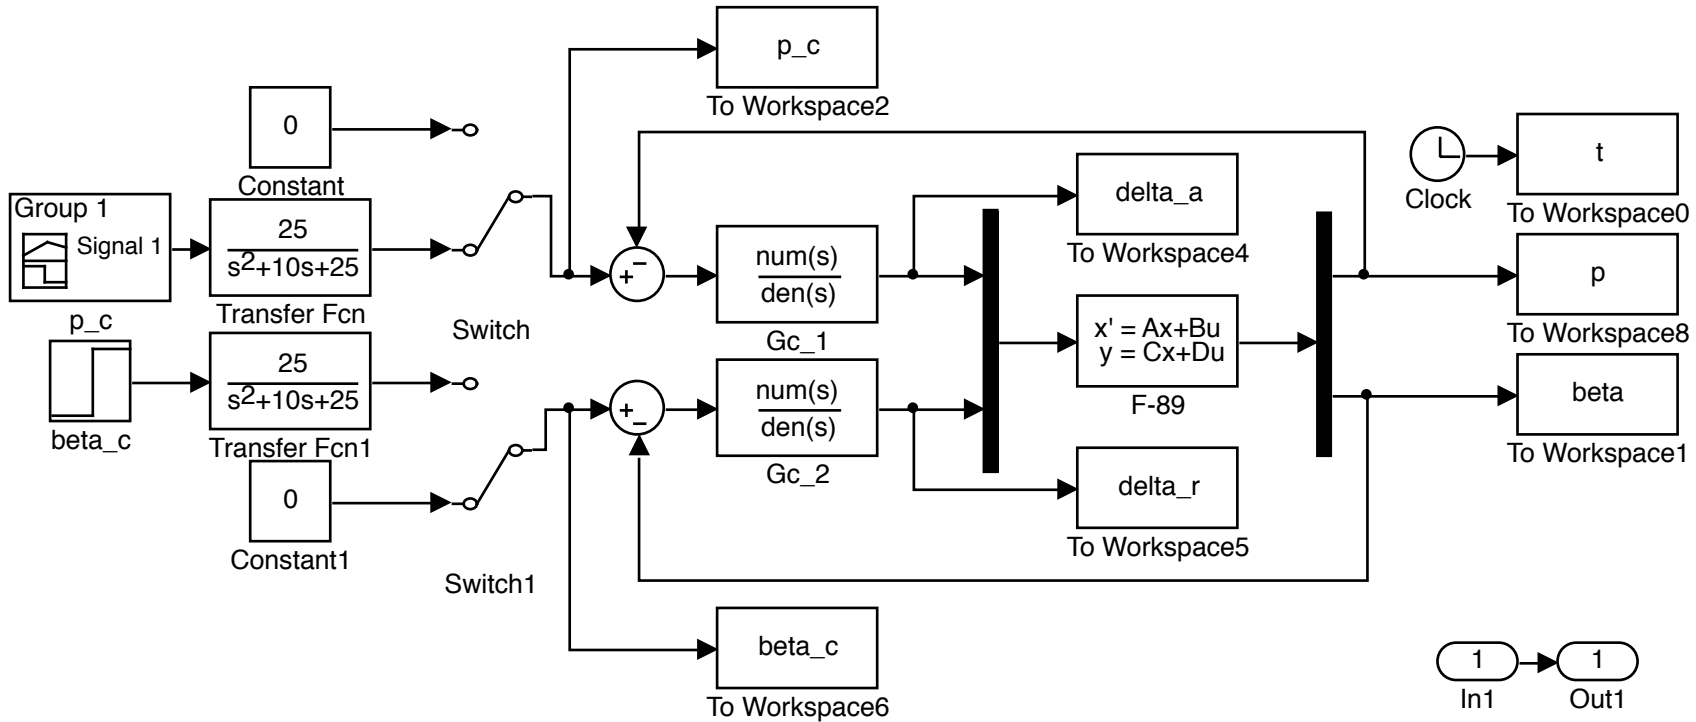 p_c
To Workspace2
0
Constant
Group 1
Signal 1
p_c
25
s2+10s+25
Transfer Fcn
Switch
beta_c
25
s2+10s+25
Transfer Fcn1
0
Constant1
Switch1
+
−
num(s)
den(s)
Gc_1
+
−
num(s)
den(s)
Gc_2
delta_a
To Workspace4
x' = Ax+Bu
y = Cx+Du
F-89
delta_r
To Workspace5
beta_c
To Workspace6
Clock
t
To Workspace0
p
To Workspace8
beta
To Workspace1
1
In1
1
Out1